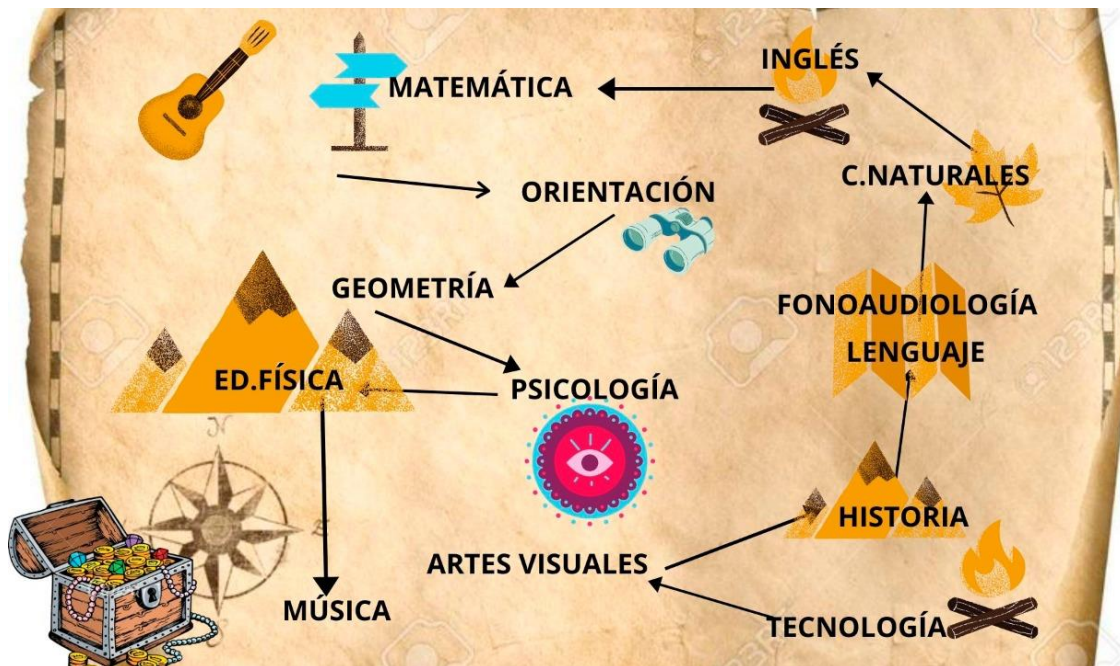 INGLÉS
MATEMÁTICA
C.NATURALES
ORIENTACIÓN
GEOMETRÍA
FONOAUDIOLOGÍA
LENGUAJE
ED.FÍSICA
PSICOLOGÍA
HISTORIA
ARTES VISUALES
MÚSICA
TECNOLOGÍA